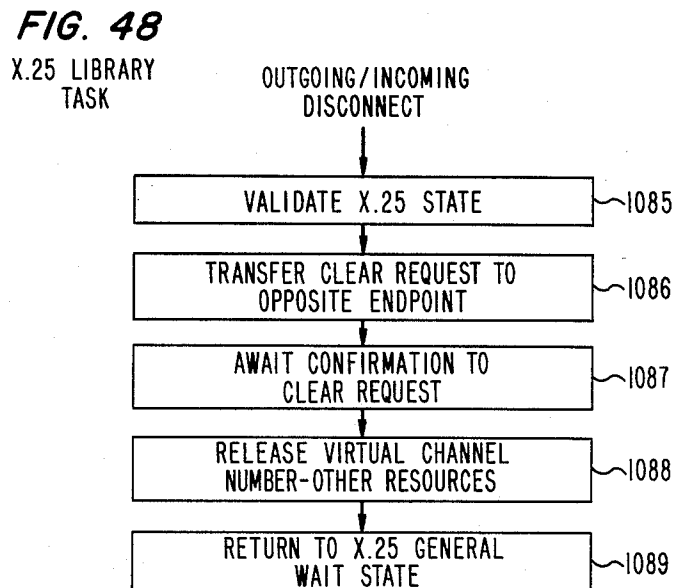 FIG. 48
X.25 LIBRARY
TASK
OUTGOING/INCOMING
DISCONNECT
VALIDATE X.25 STATE
1085
TRANSFER CLEAR REQUEST TO
OPPOSITE ENDPOINT
1086
AWAIT CONFIRMATION TO
CLEAR REQUEST
1087
RELEASE VIRTUAL CHANNEL
NUMBER-OTHER RESOURCES
1088
RETURN TO X.25 GENERAL
WAIT STATE
1089